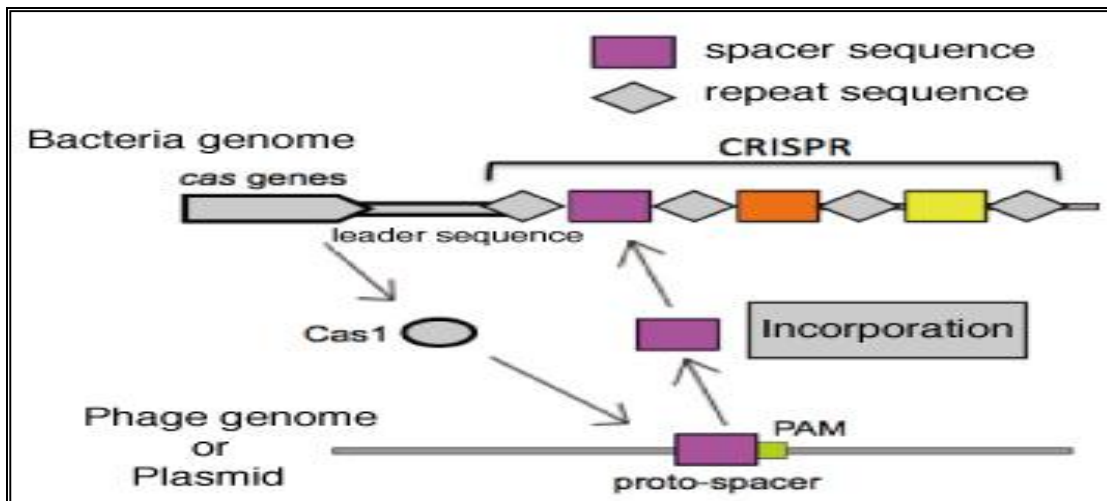 spacer sequence
repeat sequence
Bacteria genome
CRISPR
cas genes
leader sequence
Cas1
Incorporation
Phage genome
or
Plasmid
PAM
proto-spacer